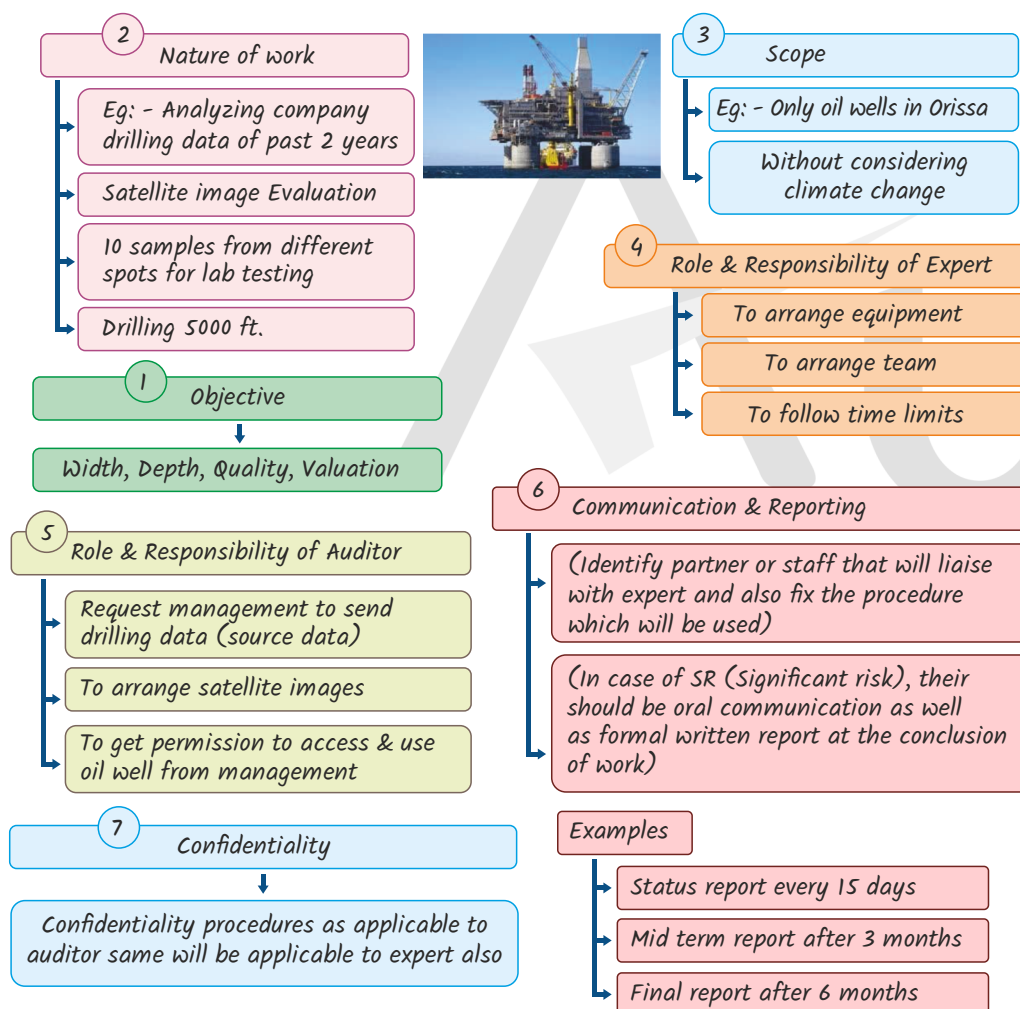 2
Nature of work
Eg: - Analyzing company
drilling data of past 2 years
Satellite image Evaluation
10 samples from different
spots for lab testing
Drilling 5000 ft.
3
Scope
Eg: - Only oil wells in Orissa
Without considering
climate change
4
Role & Responsibility of Expert
To arrange equipment
To arrange team
To follow time limits
1
Objective
Width, Depth, Quality, Valuation
5
Role & Responsibility of Auditor
Request management to send
drilling data (source data)
To arrange satellite images
To get permission to access & use
oil well from management
6
Communication & Reporting
(Identify partner or staff that will liaise
with expert and also fix the procedure
which will be used)
(In case of SR (Significant risk), their
should be oral communication as well
as formal written report at the conclusion
of work)
7
Confidentiality
Confidentiality procedures as applicable to
auditor same will be applicable to expert also
Examples
Status report every 15 days
Mid term report after 3 months
Final report after 6 months